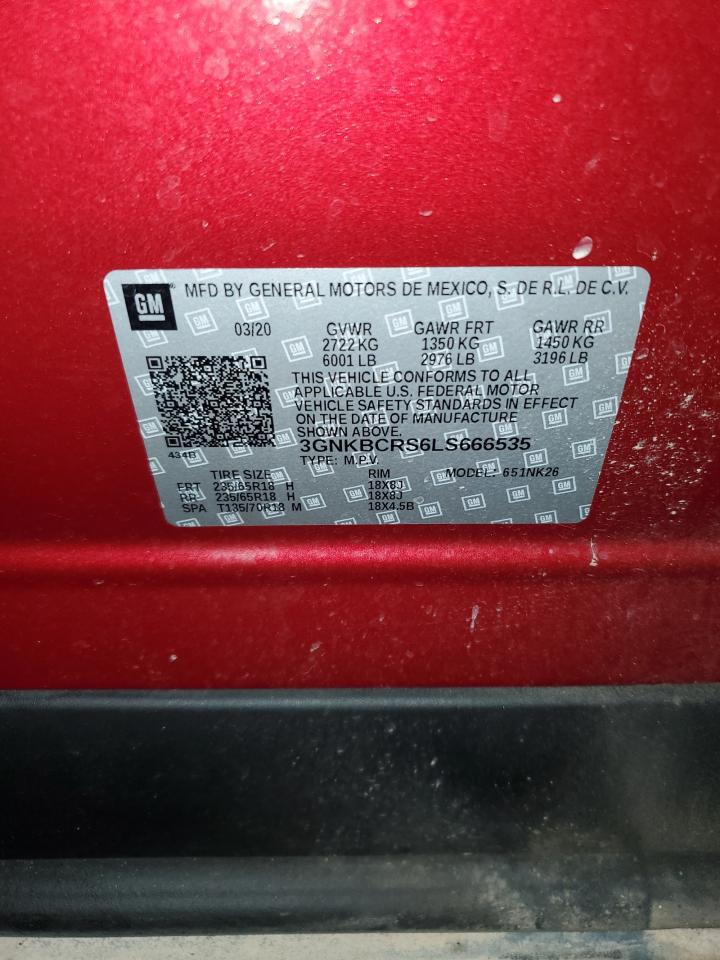 GM ® MFD BY GENERAL MOTORS DE MEXICO, S. DE R.L. DE C.V.
03/20 GVWR GAWR FRT GAWR RR
2722 KG 1350 KG 1450 KG
6001 LB 2976 LB 3196 LB
THIS VEHICLE CONFORMS TO ALL
APPLICABLE U.S. FEDERAL MOTOR
VEHICLE SAFETY STANDARDS IN EFFECT
ON THE DATE OF MANUFACTURE
SHOWN ABOVE.
434B 3GNKBCRS6LS666535
TYPE: M.P.V. MODEL: 651NK26
TIRE SIZE RIM
FRT 235/65R18 H 18X8J
RR 235/65R18 H 18X8J
SPA T135/70R18 M 18X4.5B